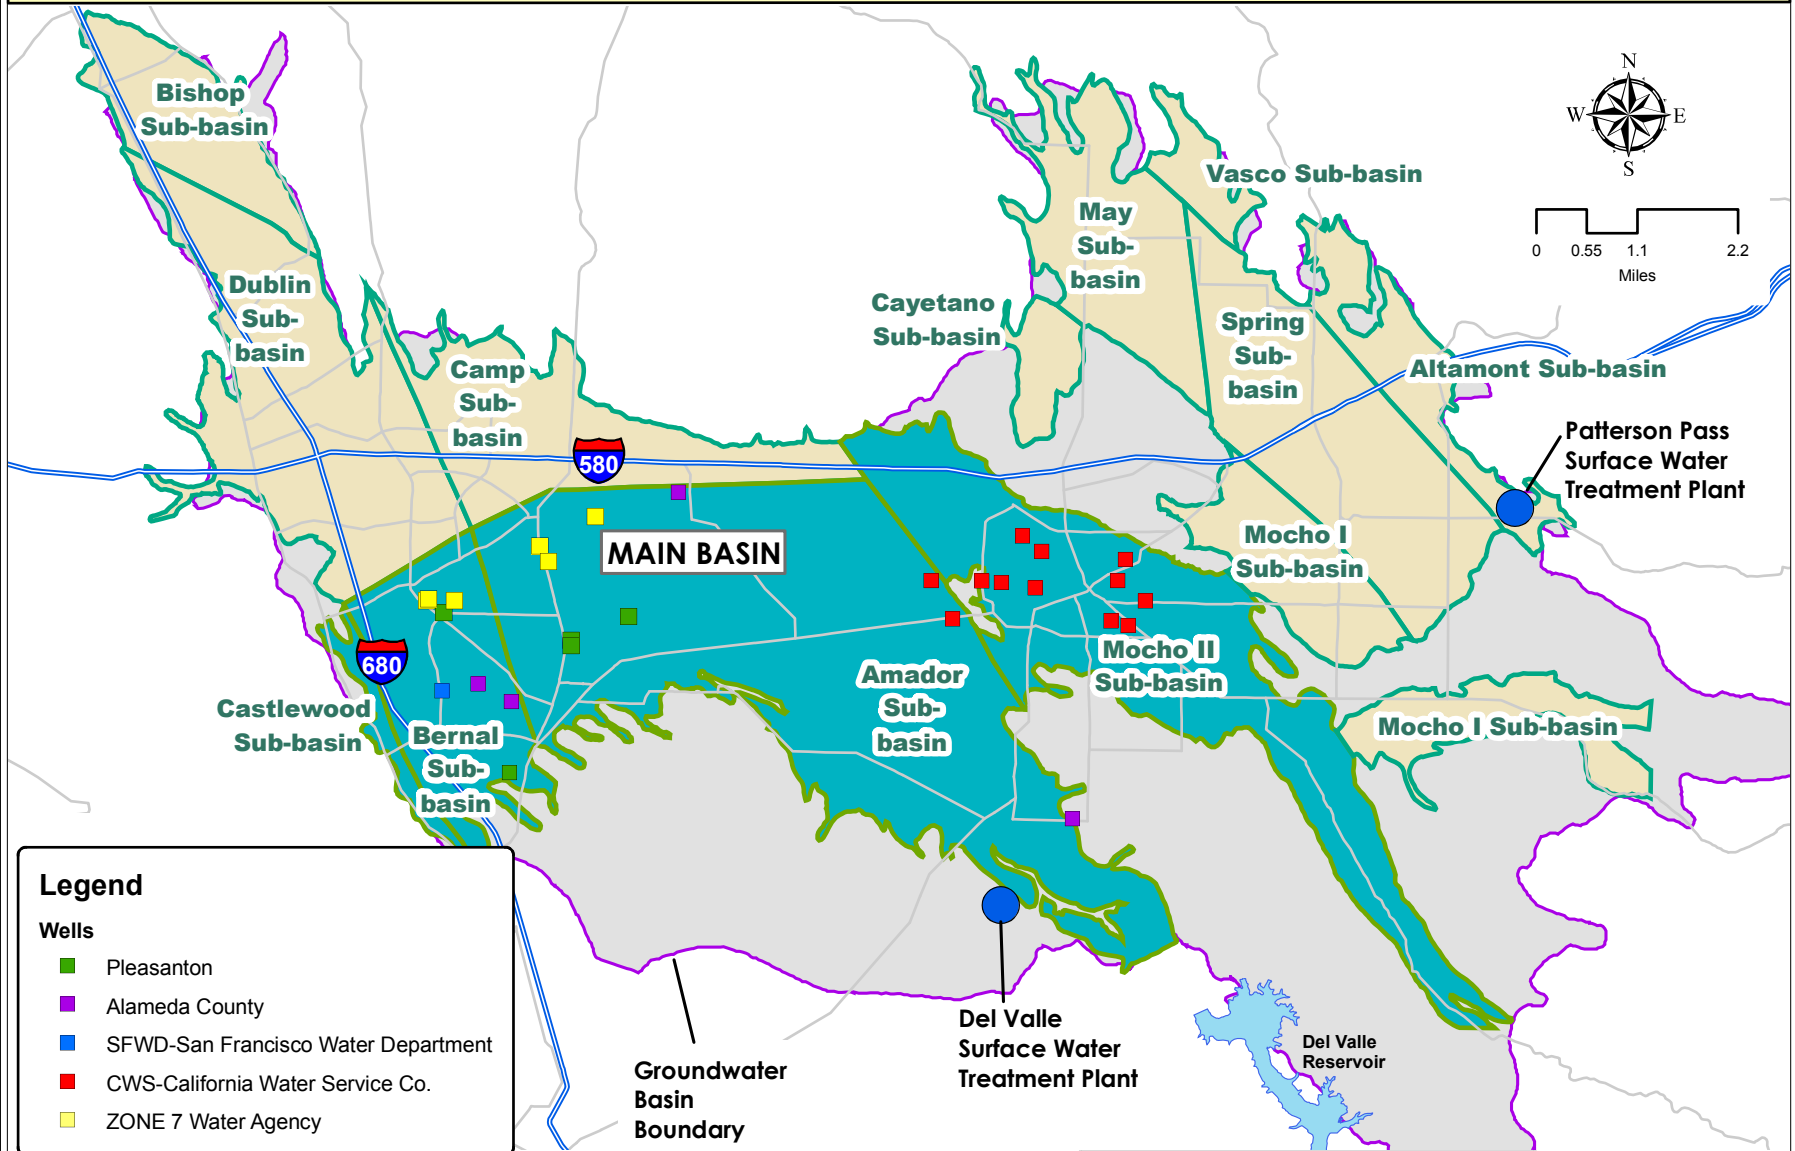 Bishop
Sub-basin
N
W
E
S
Vasco Sub-basin
May
Sub-
basin
0
0.55
1.1
2.2
Miles
Dublin
Sub-
basin
Cayetano
Sub-basin
Spring
Sub-
basin
Camp
Sub-
basin
Altamont Sub-basin
Patterson Pass
Surface Water
Treatment Plant
580
MAIN BASIN
Mocho I
Sub-basin
680
Mocho II
Sub-basin
Amador
Sub-
basin
Castlewood
Sub-basin
Bernal
Sub-
basin
Mocho I Sub-basin
Legend
Wells
Pleasanton
Alameda County
SFWD-San Francisco Water Department
CWS-California Water Service Co.
ZONE 7 Water Agency
Groundwater
Basin
Boundary
Del Valle
Surface Water
Treatment Plant
Del Valle
Reservoir